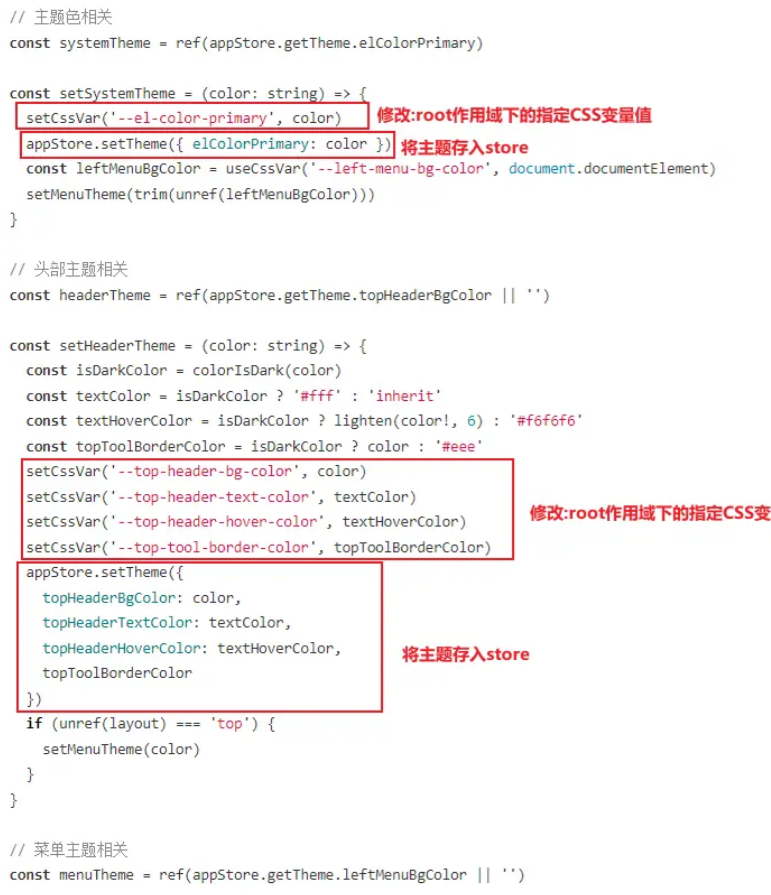 // 主题色相关
const systemTheme = ref(appStore.getTheme.elColorPrimary)
const setSystemTheme = (color: string) => {
setCssVar('--el-color-primary', color)
修改:root作用域下的指定CSS变量值
appStore.setTheme({ elColorPrimary: color })
将主题存入store
const leftMenuBgColor = useCssVar('--left-menu-bg-color', document.documentElement)
setMenuTheme(trim(unref(leftMenuBgColor)))
}
// 头部主题相关
const headerTheme = ref(appStore.getTheme.topHeaderBgColor || '')
const setHeaderTheme = (color: string) => {
const isDarkColor = colorIsDark(color)
const textColor = isDarkColor ? '#fff' : 'inherit'
const textHoverColor = isDarkColor ? lighten(color!, 6) : '#f6f6f6'
const topToolBorderColor = isDarkColor ? color : '#eee'
setCssVar('--top-header-bg-color', color)
setCssVar('--top-header-text-color', textColor)
setCssVar('--top-header-hover-color', textHoverColor)
修改:root作用域下的指定CSS变
setCssVar('--top-tool-border-color', topToolBorderColor)
appStore.setTheme({
topHeaderBgColor: color,
topHeaderTextColor: textColor,
topHeaderHoverColor: textHoverColor,
将主题存入store
topToolBorderColor
})
if (unref(layout) === 'top') {
setMenuTheme(color)
}
}
// 菜单主题相关
const menuTheme = ref(appStore.getTheme.leftMenuBgColor || '')